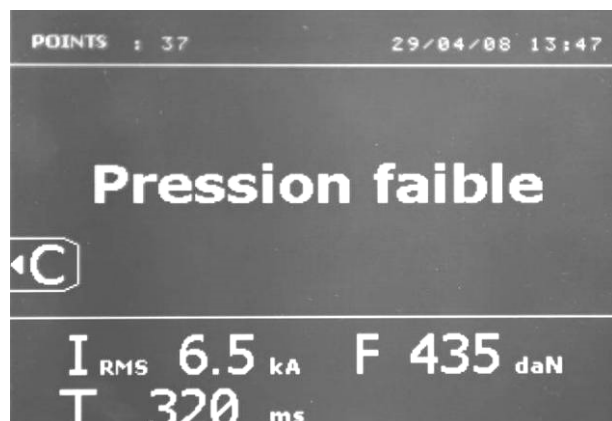 POINTS : 37 29/04/08 13:47
Pression faible
C
I RMS 6.5 kA F 435 daN
T 320 ms